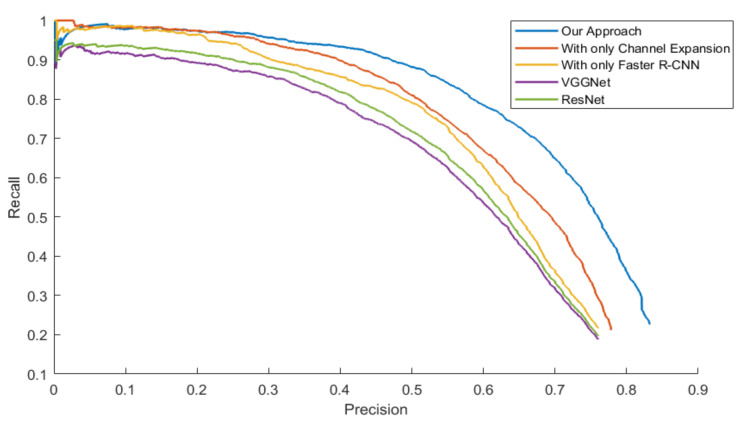 1
0.9
0.8
0.7
0.6
0.5
0.4
0.3
0.2
0.1
Recall
0 0.1 0.2 0.3 0.4 0.5 0.6 0.7 0.8 0.9
Precision
Our Approach
With only Channel Expansion
With only Faster R-CNN
VGGNet
ResNet